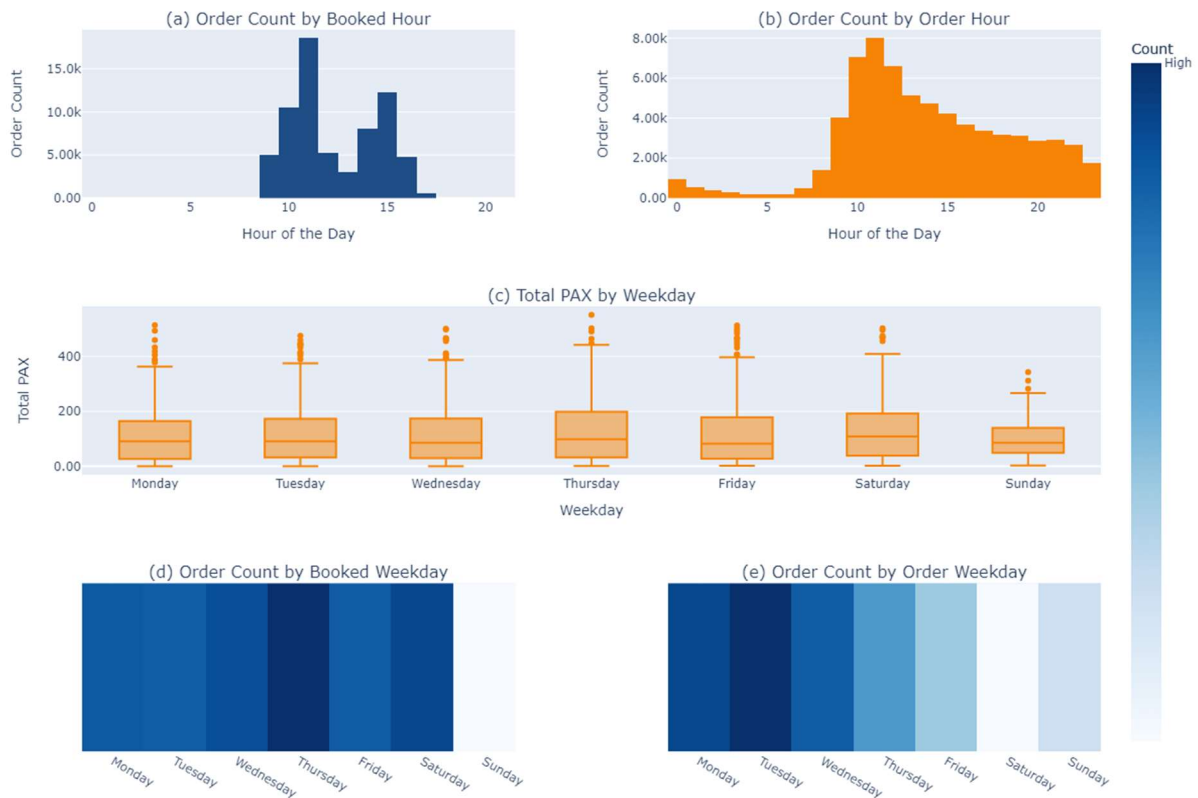 (a) Order Count by Booked Hour
(b) Order Count by Order Hour
Order Count
15.0k
10.0k
5.00k
0.00
0 5 10 15 20
Hour of the Day
Order Count
8.00k
6.00k
4.00k
2.00k
0.00
0 5 10 15 20
Hour of the Day
Count
High
(c) Total PAX by Weekday
Total PAX
400
200
0.00
Monday Tuesday Wednesday Thursday Friday Saturday Sunday
Weekday
(d) Order Count by Booked Weekday
Monday Tuesday Wednesday Thursday Friday Saturday Sunday
(e) Order Count by Order Weekday
Monday Tuesday Wednesday Thursday Friday Saturday Sunday